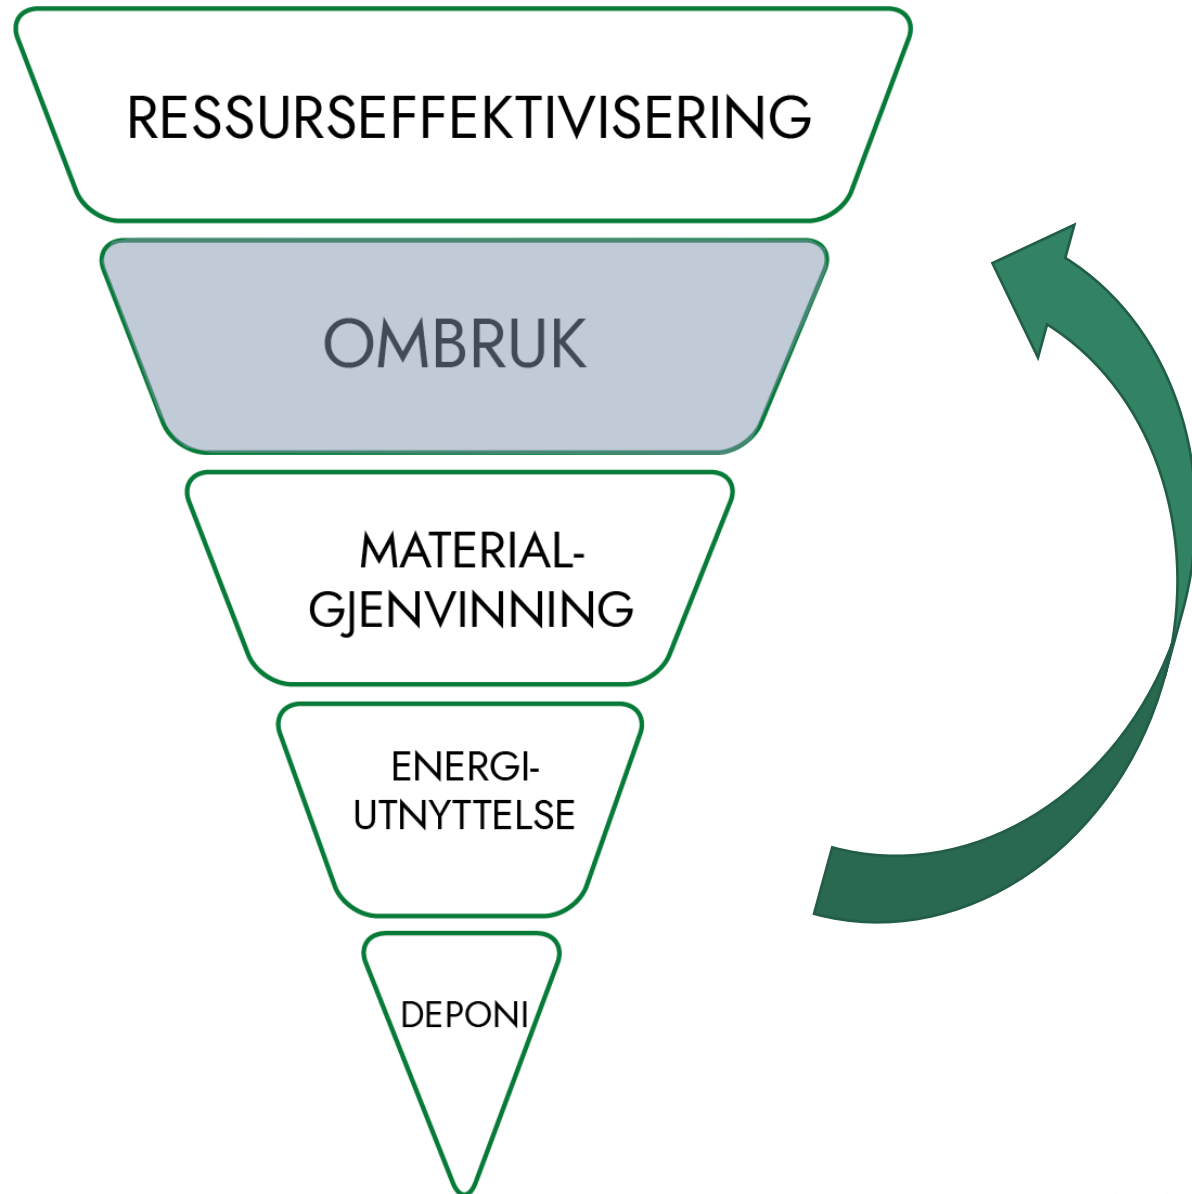 RESSURSEFFEKTIVISERING
OMBRUK
MATERIAL-
GJENVINNING
ENERGI-
UTNYTTELSE
DEPONI